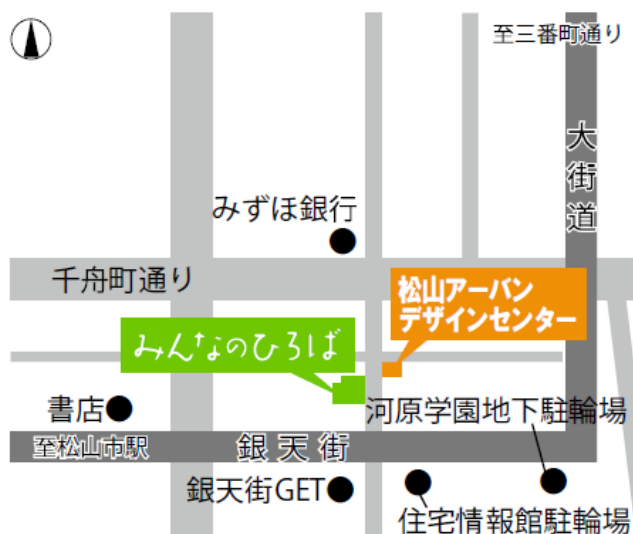 至三番町通り
大街道
みずほ銀行
千舟町通り
松山アーバン
デザインセンター
みんなのひろば
書店
河原学園地下駐輪場
至松山市駅
銀天街
銀天街GET
住宅情報館駐輪場